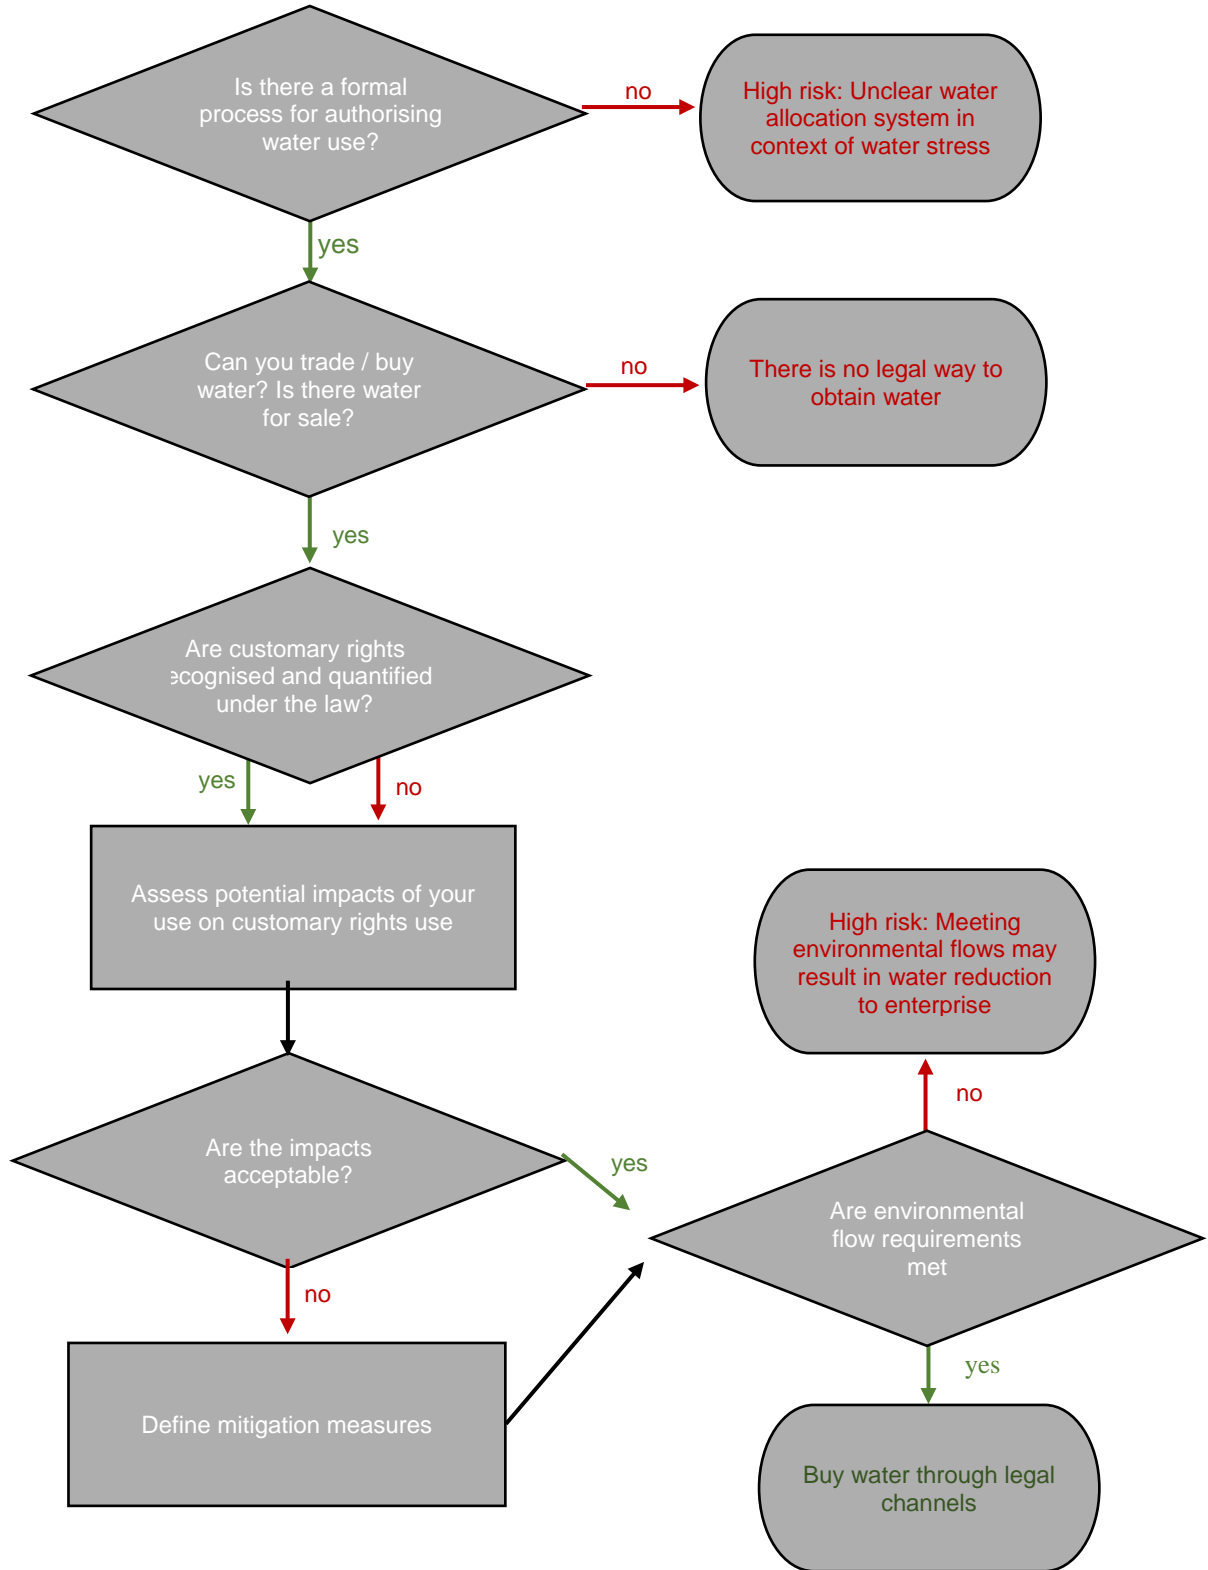 Is there a formal
process for authorising
water use?
no
High risk: Unclear water
allocation system in
context of water stress
yes
Can you trade / buy
water? Is there water
for sale?
no
There is no legal way to
obtain water
yes
Are customary rights
ecognised and quantified
under the law?
yes
no
Assess potential impacts of your
use on customary rights use
High risk: Meeting
environmental flows may
result in water reduction
to enterprise
no
Are the impacts
acceptable?
yes
Are environmental
flow requirements
met
no
yes
Define mitigation measures
Buy water through legal
channels